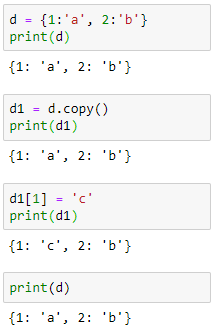 d = {1:'a', 2:'b'}
print(d)
{1: 'a', 2: 'b'}
d1 = d.copy()
print(d1)
{1: 'a', 2: 'b'}
d1[1] = 'c'
print(d1)
{1: 'c', 2: 'b'}
print(d)
{1: 'a', 2: 'b'}